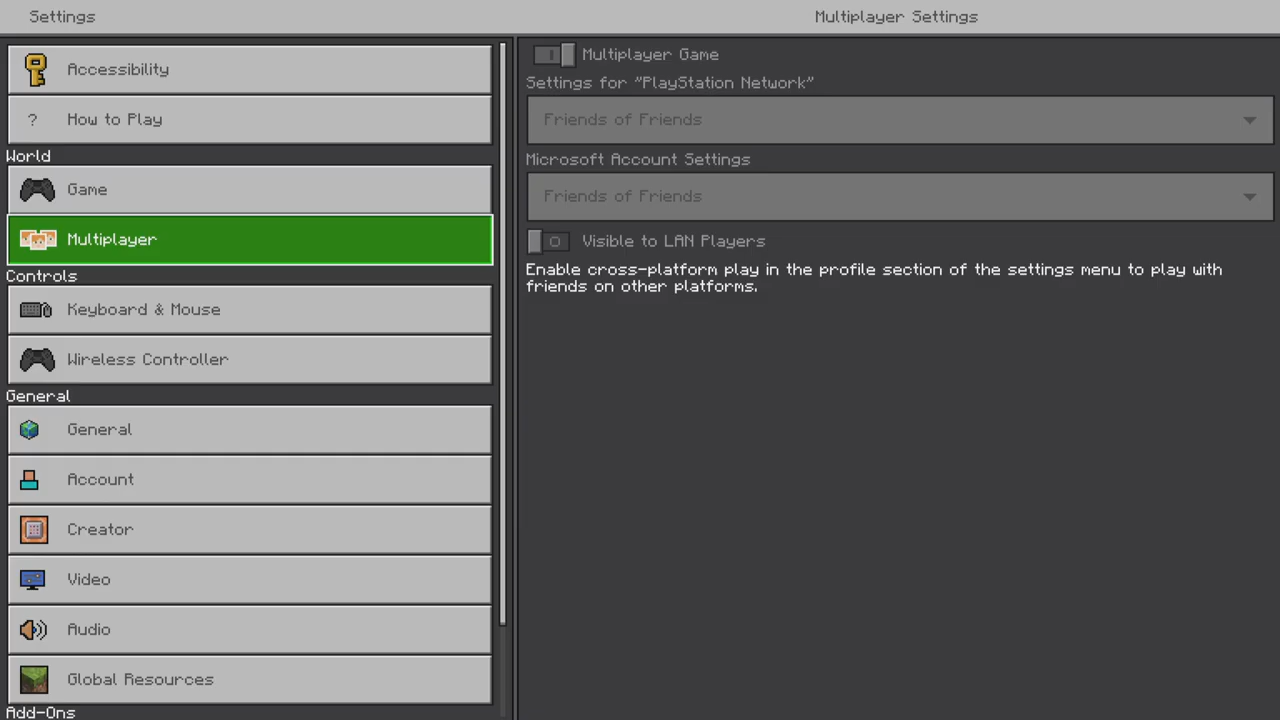 Settings
Multiplayer Settings
Accessibility
? How to Play
World
Game
Multiplayer
Controls
Keyboard & Mouse
Wireless Controller
General
General
Account
Creator
Video
Audio
Global Resources
Add-Ons
Multiplayer Game
Settings for "PlayStation Network"
Friends of Friends
Microsoft Account Settings
Friends of Friends
Visible to LAN Players
Enable cross-platform play in the profile section of the settings menu to play with
friends on other platforms.